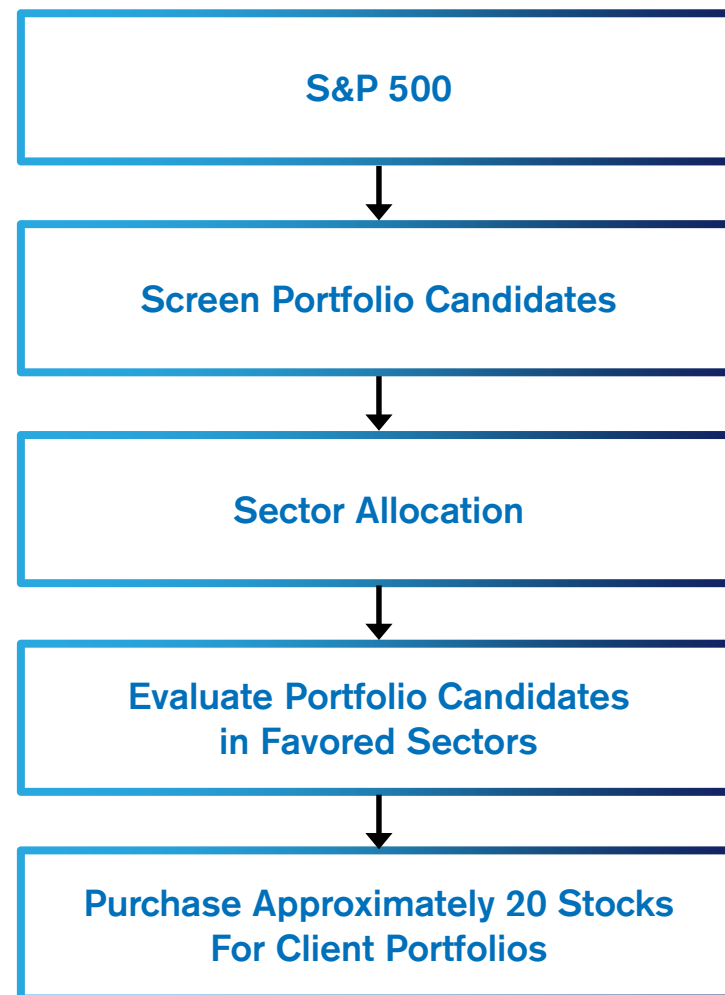 S&P 500
Screen Portfolio Candidates
Sector Allocation
Evaluate Portfolio Candidates
in Favored Sectors
Purchase Approximately 20 Stocks
For Client Portfolios